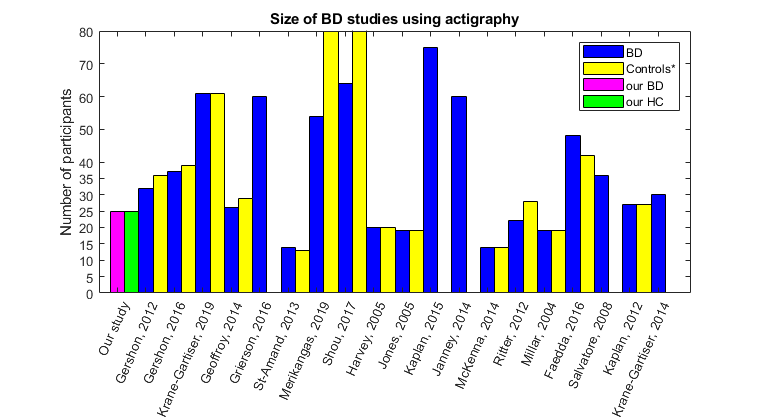 Size of BD studies using actigraphy
Number of participants
80
70
60
50
40
35
30
25
20
15
10
5
0
BD
Controls*
our BD
our HC
Our study
Gershon, 2012
Gershon, 2016
Krane-Gartiser, 2019
Geoffroy, 2014
Grierson, 2016
St-Amand, 2013
Merikangas, 2019
Shou, 2017
Harvey, 2005
Jones, 2005
Kaplan, 2015
Janney, 2014
McKenna, 2014
Ritter, 2012
Millar, 2004
Faedda, 2016
Salvatore, 2008
Kaplan, 2012
Krane-Gartiser, 2014